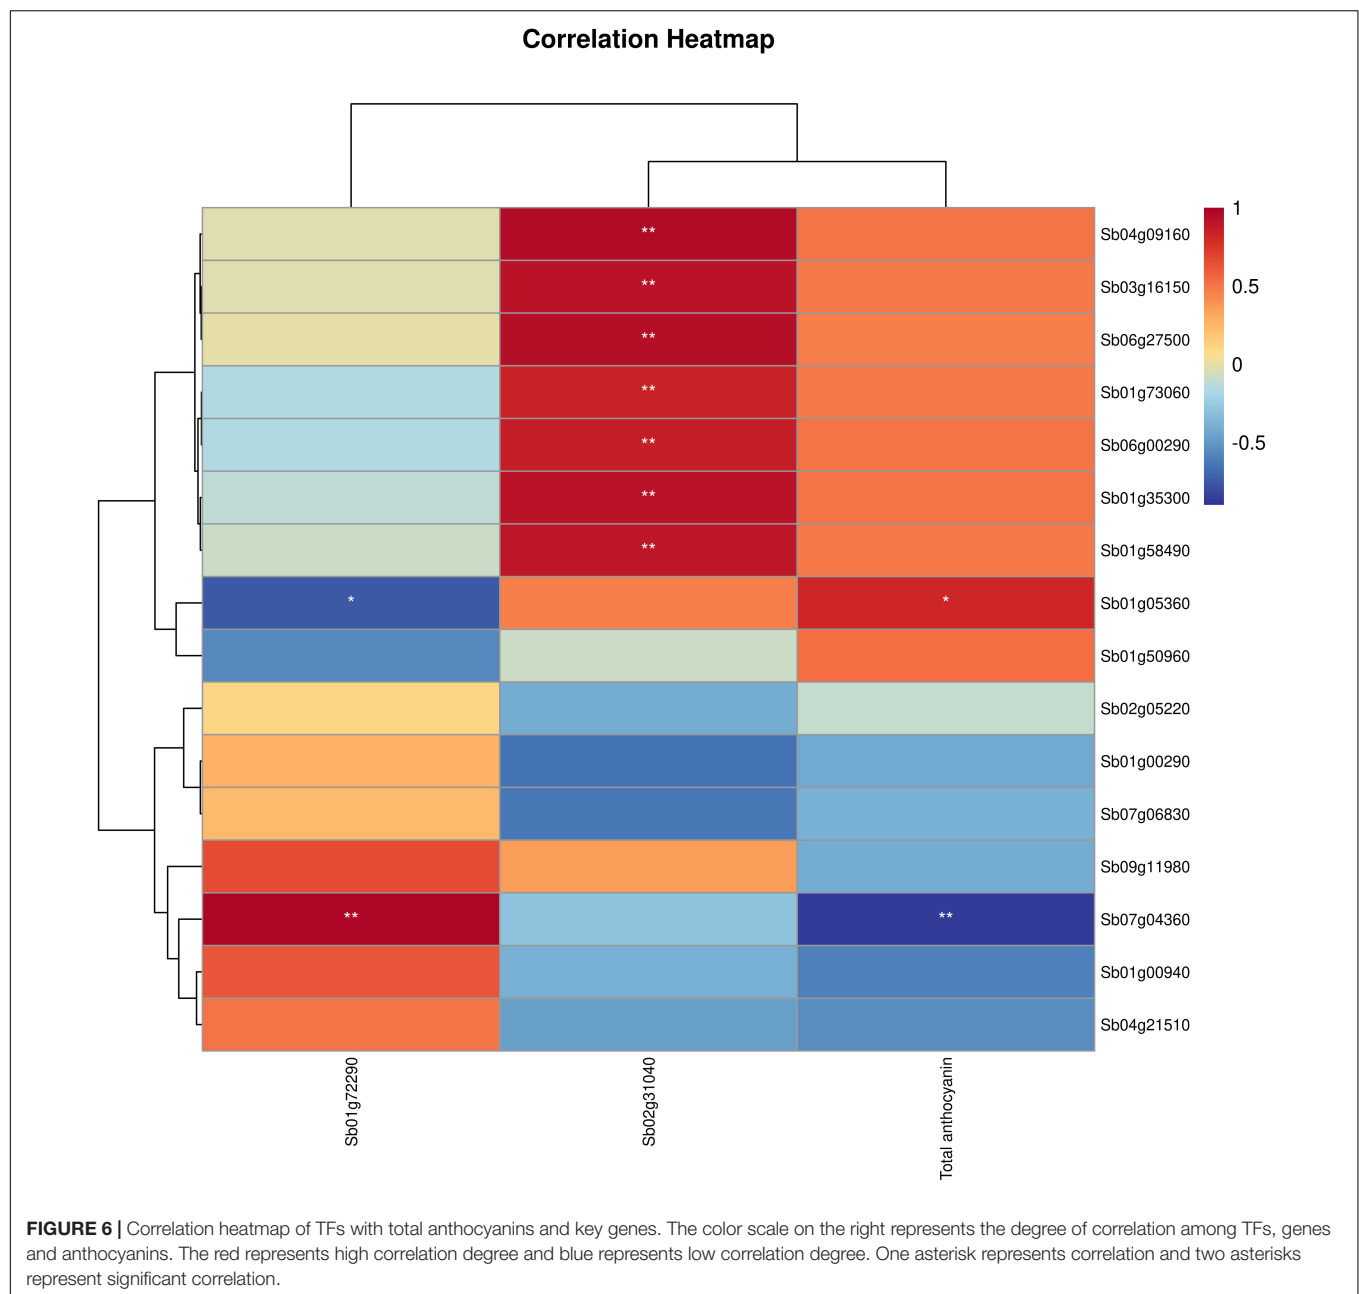 Correlation Heatmap
**
Sb04g09160
**
Sb03g16150
**
Sb06g27500
**
Sb01g73060
**
Sb06g00290
**
Sb01g35300
**
Sb01g58490
*
*
Sb01g05360
Sb01g50960
Sb02g05220
Sb01g00290
Sb07g06830
Sb09g11980
**
**
Sb07g04360
Sb01g00940
Sb04g21510
1
0.5
0
-0.5
Sb01g72290
Sb02g31040
Total anthocyanin
FIGURE 6 | Correlation heatmap of TFs with total anthocyanins and key genes. The color scale on the right represents the degree of correlation among TFs, genes
and anthocyanins. The red represents high correlation degree and blue represents low correlation degree. One asterisk represents correlation and two asterisks
represent significant correlation.